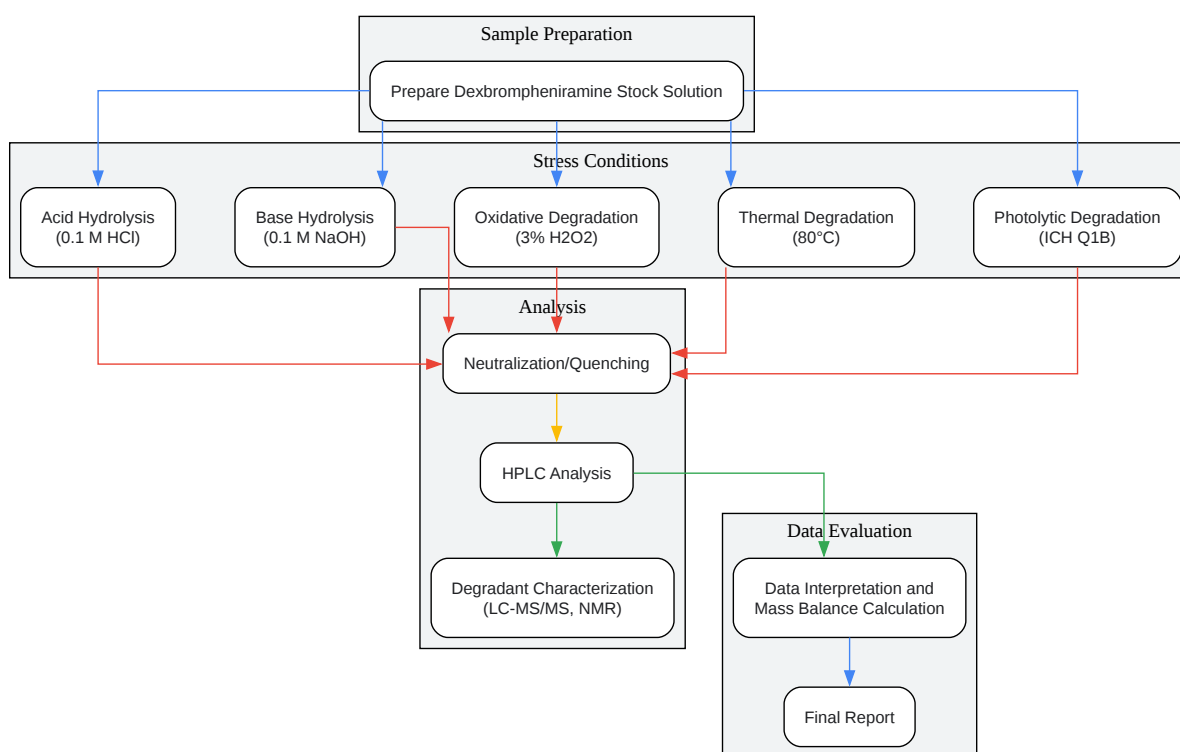 Sample Preparation
Prepare Dexbrompheniramine Stock Solution
Stress Conditions
Acid Hydrolysis
(0.1 M HCl)
Base Hydrolysis
(0.1 M NaOH)
Oxidative Degradation
(3% H2O2)
Thermal Degradation
(80°C)
Photolytic Degradation
(ICH Q1B)
Analysis
Neutralization/Quenching
HPLC Analysis
Degradant Characterization
(LC-MS/MS, NMR)
Data Evaluation
Data Interpretation and
Mass Balance Calculation
Final Report